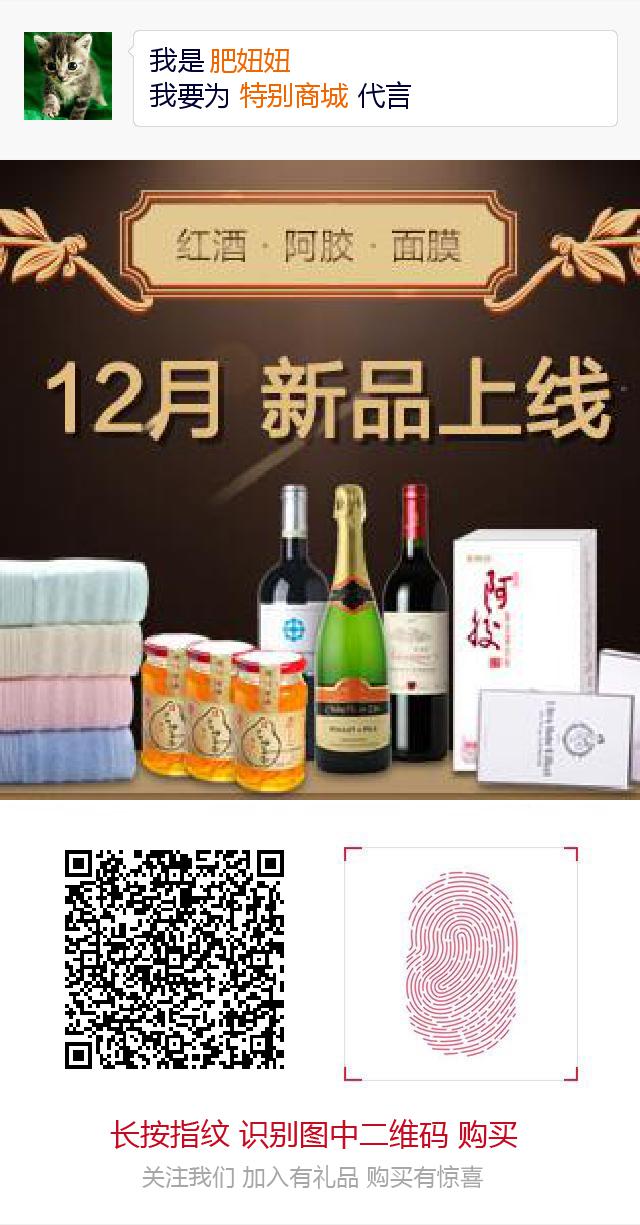 我是 肥妞妞
我要为 特别商城 代言
红酒 · 阿胶 · 面膜
12月 新品上线
阿胶
长按指纹 识别图中二维码 购买
关注我们 加入有礼品 购买有惊喜